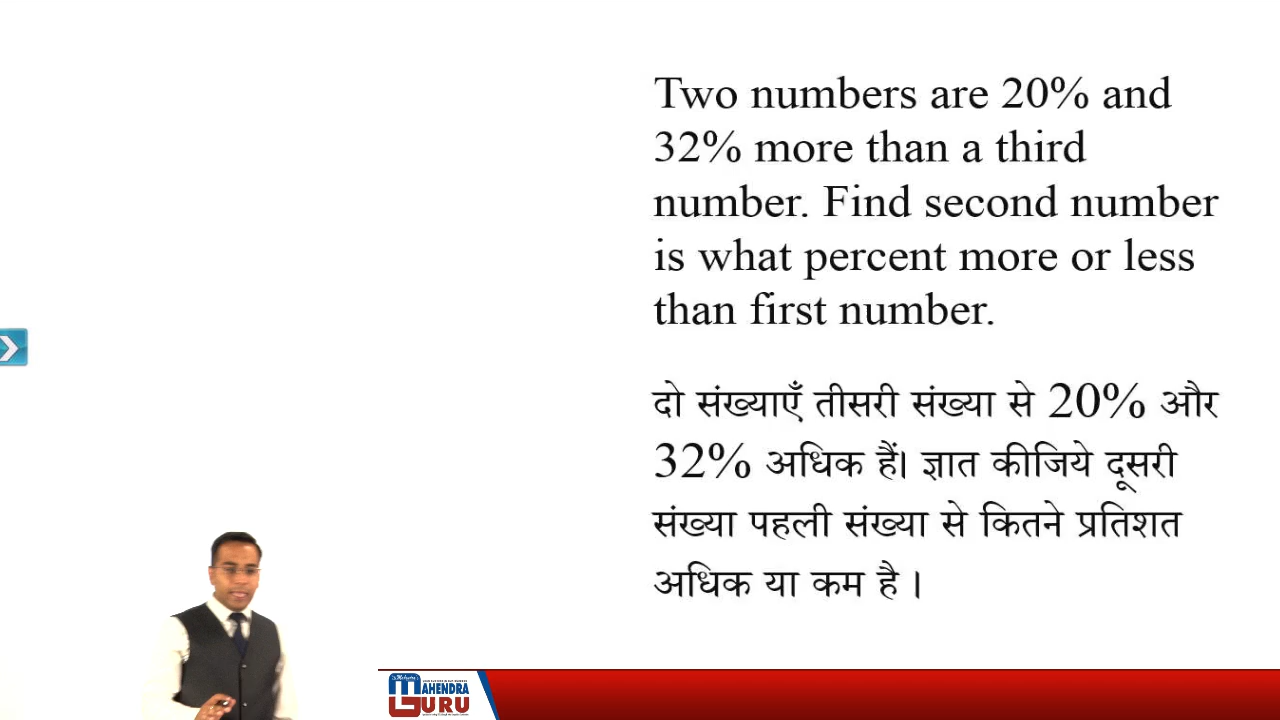 Two numbers are 20% and
32% more than a third
number. Find second number
is what percent more or less
than first number.
दो संख्याएँ तीसरी संख्या से 20% और
32% अधिक हैं। ज्ञात कीजिये दूसरी
संख्या पहली संख्या से कितने प्रतिशत
अधिक या कम है ।
MAHENDRA
GURU